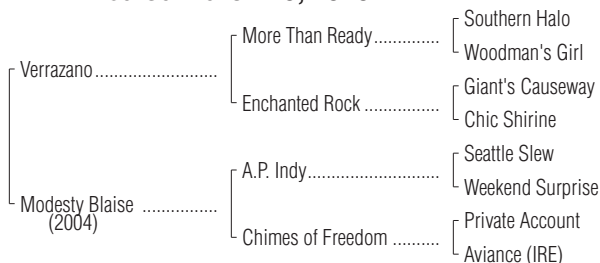 Southern Halo
More Than Ready..............
Woodman's Girl
Verrazano..........................
Giant's Causeway
Enchanted Rock ................
Chic Shirine
Seattle Slew
A.P. Indy............................
Weekend Surprise
Modesty Blaise ................
(2004)
Private Account
Chimes of Freedom ..........
Aviance (IRE)